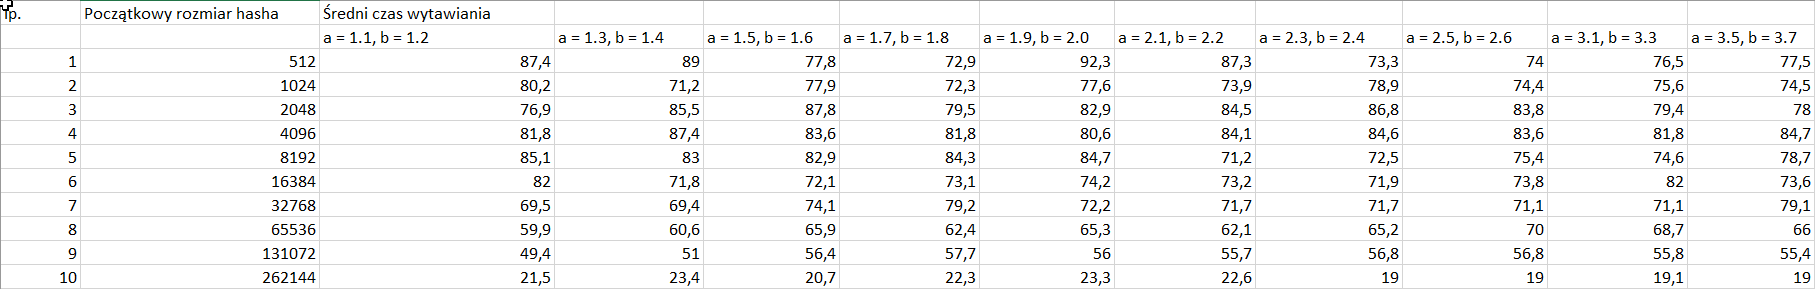 lp. Początkowy rozmiar hasha Średni czas wytawiania
a = 1.1, b = 1.2 a = 1.3, b = 1.4 a = 1.5, b = 1.6 a = 1.7, b = 1.8 a = 1.9, b = 2.0 a = 2.1, b = 2.2 a = 2.3, b = 2.4 a = 2.5, b = 2.6 a = 3.1, b = 3.3 a = 3.5, b = 3.7
1 512 87,4 89 77,8 72,9 92,3 87,3 73,3 74 76,5 77,5
2 1024 80,2 71,2 77,9 72,3 77,6 73,9 78,9 74,4 75,6 74,5
3 2048 76,9 85,5 87,8 79,5 82,9 84,5 86,8 83,8 79,4 78
4 4096 81,8 87,4 83,6 81,8 80,6 84,1 84,6 83,6 81,8 84,7
5 8192 85,1 83 82,9 84,3 84,7 71,2 72,5 75,4 74,6 78,7
6 16384 82 71,8 72,1 73,1 74,2 73,2 71,9 73,8 82 73,6
7 32768 69,5 69,4 74,1 79,2 72,2 71,7 71,7 71,1 71,1 79,1
8 65536 59,9 60,6 65,9 62,4 65,3 62,1 65,2 70 68,7 66
9 131072 49,4 51 56,4 57,7 56 55,7 56,8 56,8 55,8 55,4
10 262144 21,5 23,4 20,7 22,3 23,3 22,6 19 19 19,1 19